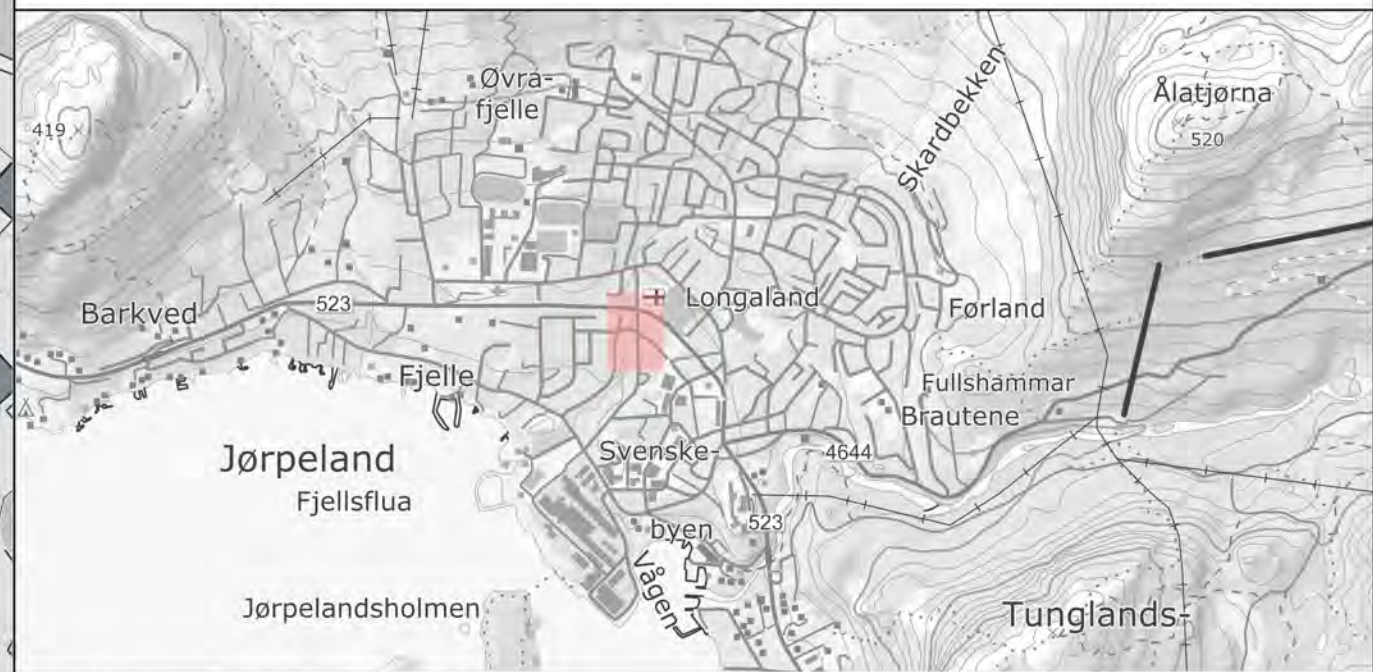 Øvra-
fjelle
Skardbekken
Ålatjørna
520
419
Barkved
523
Longaland
Førland
Fjelle
Fullshammar
Brautene
Jørpeland
Svenske-
4644
Fjellsflua
byen
523
Vågen
Jørpelandsholmen
Tunglands-